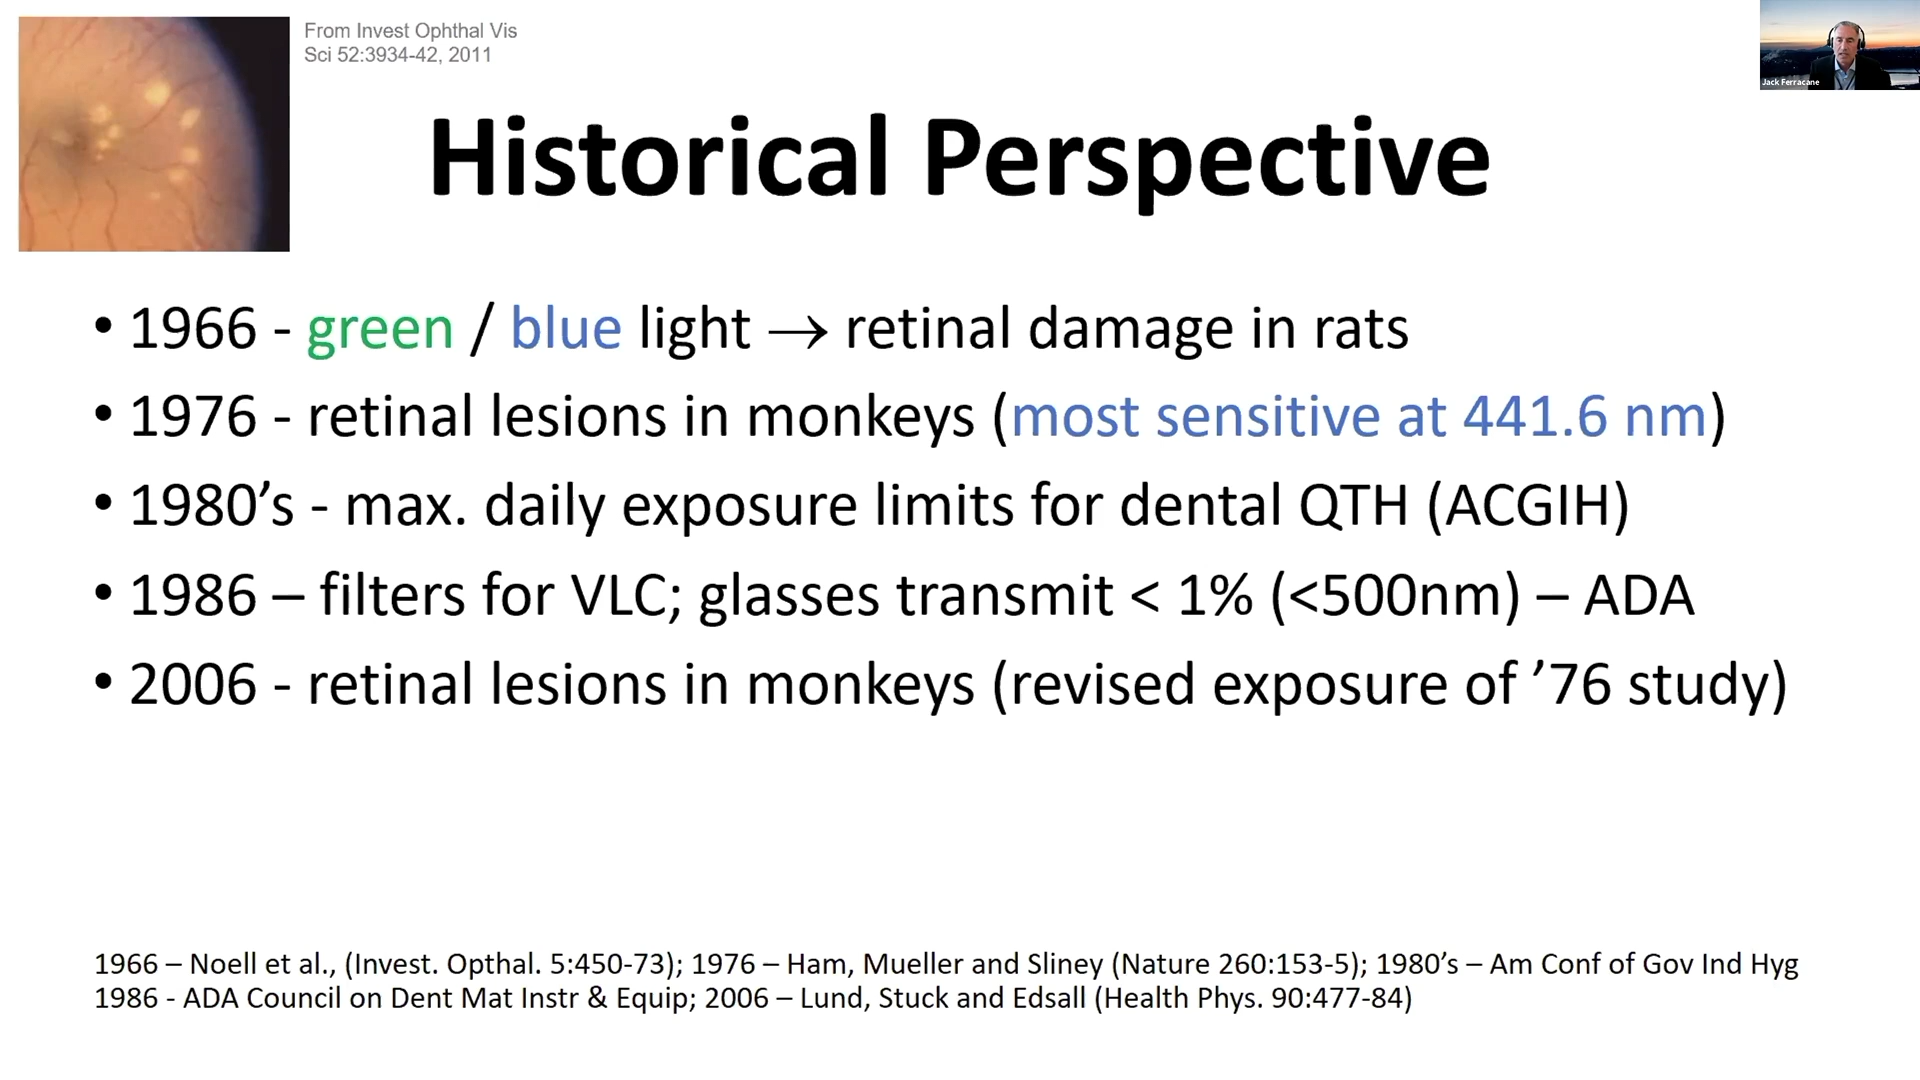 From Invest Ophthal Vis
Sci 52:3934-42, 2011
Jack Ferracane
Historical Perspective
• 1966 - green / blue light → retinal damage in rats
• 1976 - retinal lesions in monkeys (most sensitive at 441.6 nm)
• 1980’s - max. daily exposure limits for dental QTH (ACGIH)
• 1986 – filters for VLC; glasses transmit < 1% (<500nm) – ADA
• 2006 - retinal lesions in monkeys (revised exposure of ’76 study)
1966 – Noell et al., (Invest. Opthal. 5:450-73); 1976 – Ham, Mueller and Sliney (Nature 260:153-5); 1980’s – Am Conf of Gov Ind Hyg
1986 - ADA Council on Dent Mat Instr & Equip; 2006 – Lund, Stuck and Edsall (Health Phys. 90:477-84)